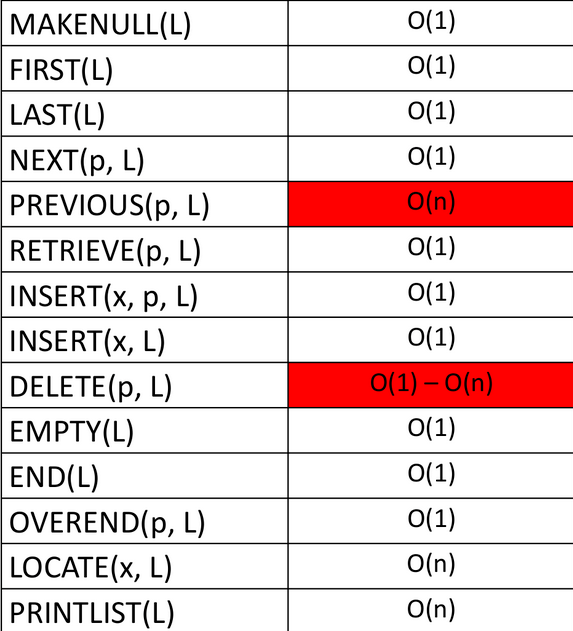 MAKENULL(L) O(1)
FIRST(L) O(1)
LAST(L) O(1)
NEXT(p, L) O(1)
PREVIOUS(p, L) O(n)
RETRIEVE(p, L) O(1)
INSERT(x, p, L) O(1)
INSERT(x, L) O(1)
DELETE(p, L) O(1) – O(n)
EMPTY(L) O(1)
END(L) O(1)
OVEREND(p, L) O(1)
LOCATE(x, L) O(n)
PRINTLIST(L) O(n)